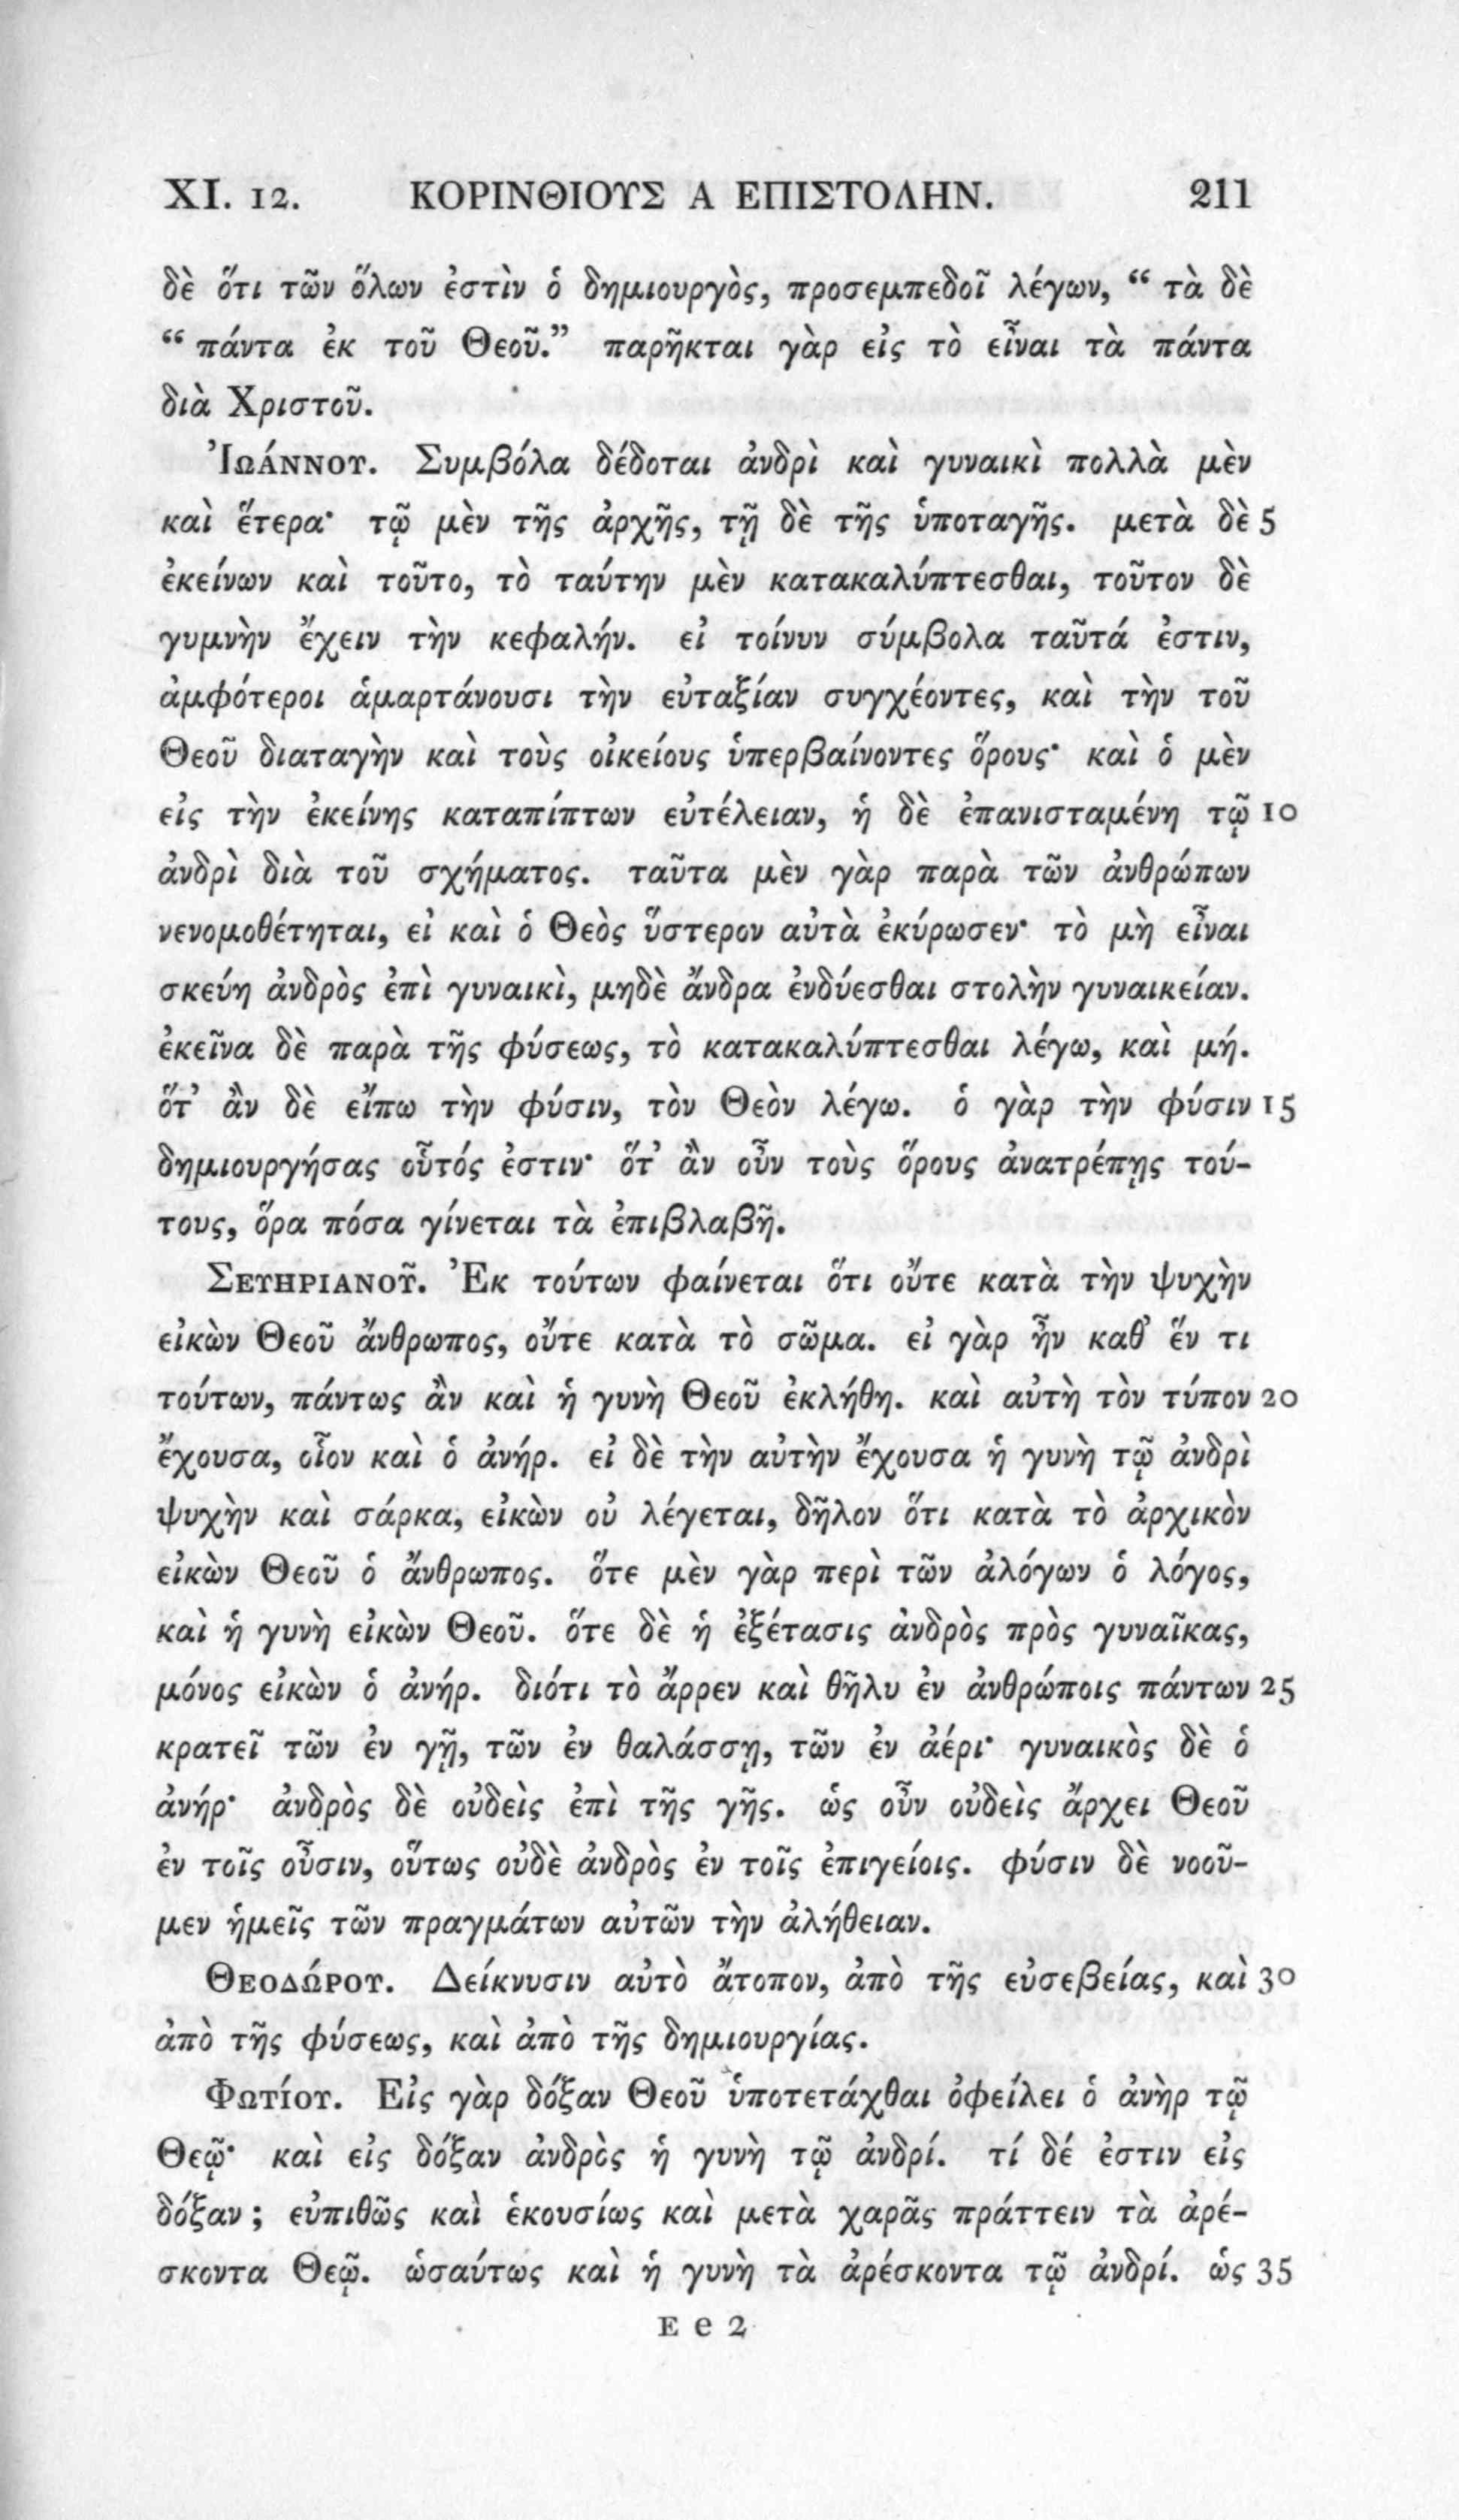 XI. 12. ΚΟΡΙΝΘΙΟΥΣ Α ΕΠΙΣΤΟΛΗΝ. 211
δὲ ὅτι τῶν ὅλων ἐστὶν ὁ δημιουργὸς, προσεμπεδοῖ λέγων, “ τὰ δὲ
“ πάντα ἐκ τοῦ Θεοῦ.” παρῆκται γὰρ εἰς τὸ εἶναι τὰ πάντα
διὰ Χριστοῦ.
Ἰωάννου. Συμβόλα δέδοται ἀνδρὶ καὶ γυναικὶ πολλὰ μὲν
καὶ ἕτερα· τῷ μὲν τῆς ἀρχῆς, τῇ δὲ τῆς ὑποταγῆς. μετὰ δὲ 5
ἐκείνων καὶ τοῦτο, τὸ ταύτην μὲν κατακαλύπτεσθαι, τοῦτον δὲ
γυμνὴν ἔχειν τὴν κεφαλήν. εἰ τοίνυν σύμβολα ταῦτά ἐστιν,
ἀμφότεροι ἁμαρτάνουσι τὴν εὐταξίαν συγχέοντες, καὶ τὴν τοῦ
Θεοῦ διαταγὴν καὶ τοὺς οἰκείους ὑπερβαίνοντες ὅρους· καὶ ὁ μὲν
εἰς τὴν ἐκείνης καταπίπτων εὐτέλειαν, ἡ δὲ ἐπανισταμένη τῷ 10
ἀνδρὶ διὰ τοῦ σχήματος. ταῦτα μὲν γὰρ παρὰ τῶν ἀνθρώπων
νενομοθέτηται, εἰ καὶ ὁ Θεὸς ὕστερον αὐτὰ ἐκύρωσεν· τὸ μὴ εἶναι
σκεύη ἀνδρὸς ἐπὶ γυναικὶ, μηδὲ ἄνδρα ἐνδύεσθαι στολὴν γυναικείαν.
ἐκεῖνα δὲ παρὰ τῆς φύσεως, τὸ κατακαλύπτεσθαι λέγω, καὶ μή.
ὅτ’ ἂν δὲ εἴπω τὴν φύσιν, τὸν Θεὸν λέγω. ὁ γὰρ τὴν φύσιν 15
δημιουργήσας οὗτός ἐστιν· ὅτ’ ἂν οὖν τοὺς ὅρους ἀνατρέπῃς τού-
τους, ὅρα πόσα γίνεται τὰ ἐπιβλαβῆ.
Σευηριανοῦ. Ἐκ τούτων φαίνεται ὅτι οὔτε κατὰ τὴν ψυχὴν
εἰκὼν Θεοῦ ἄνθρωπος, οὔτε κατὰ τὸ σῶμα. εἰ γὰρ ἦν καθ’ ἕν τι
τούτων, πάντως ἂν καὶ ἡ γυνὴ Θεοῦ ἐκλήθη. καὶ αὐτὴ τὸν τύπον 20
ἔχουσα, οἷον καὶ ὁ ἀνήρ. εἰ δὲ τὴν αὐτὴν ἔχουσα ἡ γυνὴ τῷ ἀνδρὶ
ψυχὴν καὶ σάρκα, εἰκὼν οὐ λέγεται, δῆλον ὅτι κατὰ τὸ ἀρχικὸν
εἰκὼν Θεοῦ ὁ ἄνθρωπος. ὅτε μὲν γὰρ περὶ τῶν ἀλόγων ὁ λόγος,
καὶ ἡ γυνὴ εἰκὼν Θεοῦ. ὅτε δὲ ἡ ἐξέτασις ἀνδρὸς πρὸς γυναῖκας,
μόνος εἰκὼν ὁ ἀνήρ. διότι τὸ ἄρρεν καὶ θῆλυ ἐν ἀνθρώποις πάντων 25
κρατεῖ τῶν ἐν γῇ, τῶν ἐν θαλάσσῃ, τῶν ἐν ἀέρι· γυναικὸς δὲ ὁ
ἀνήρ· ἀνδρὸς δὲ οὐδεὶς ἐπὶ τῆς γῆς. ὡς οὖν οὐδεὶς ἄρχει Θεοῦ
ἐν τοῖς οὖσιν, οὕτως οὐδὲ ἀνδρὸς ἐν τοῖς ἐπιγείοις. φύσιν δὲ νοοῦ-
μεν ἡμεῖς τῶν πραγμάτων αὐτῶν τὴν ἀλήθειαν.
Θεοδώρου. Δείκνυσιν αὐτὸ ἄτοπον, ἀπὸ τῆς εὐσεβείας, καὶ 30
ἀπὸ τῆς φύσεως, καὶ ἀπὸ τῆς δημιουργίας.
Φωτίου. Εἰς γὰρ δόξαν Θεοῦ ὑποτετάχθαι ὀφείλει ὁ ἀνὴρ τῷ
Θεῷ· καὶ εἰς δόξαν ἀνδρὸς ἡ γυνὴ τῷ ἀνδρί. τί δέ ἐστιν εἰς
δόξαν ; εὐπιθῶς καὶ ἑκουσίως καὶ μετὰ χαρᾶς πράττειν τὰ ἀρέ-
σκοντα Θεῷ. ὡσαύτως καὶ ἡ γυνὴ τὰ ἀρέσκοντα τῷ ἀνδρί. ὡς 35
E e 2